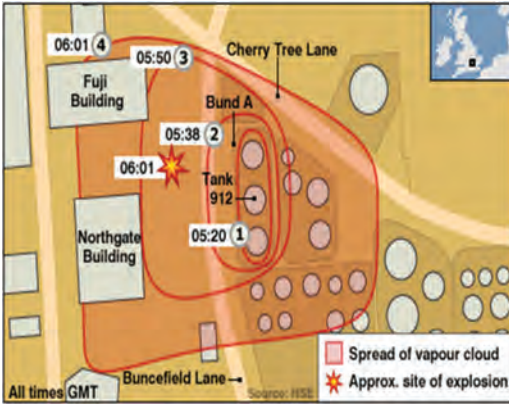 06:01 4
05:50 3
Cherry Tree Lane
Fuji
Building
Bund A
05:38 2
06:01
Tank
912
05:20 1
Northgate
Building
Spread of vapour cloud
Approx. site of explosion
Buncefield Lane
Source: HSE
All times GMT